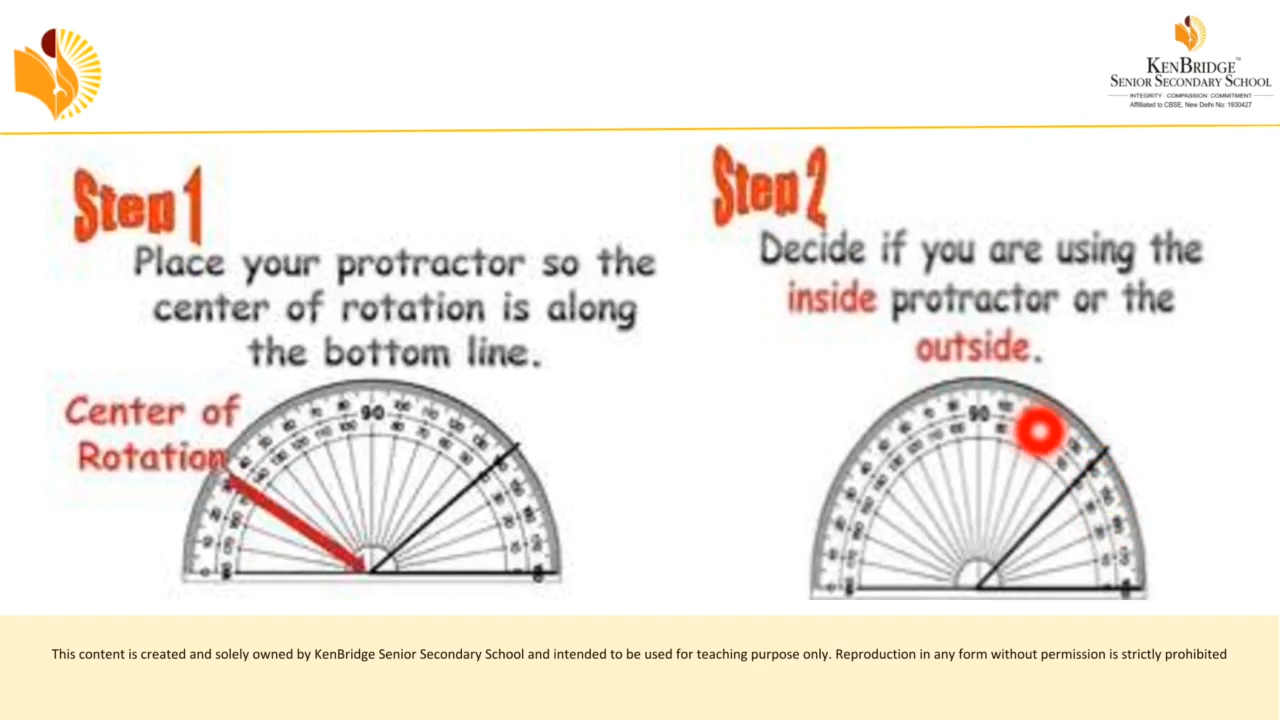 KENBRIDGE™
SENIOR SECONDARY SCHOOL
INTEGRITY COMPASSION COMMITMENT
Affiliated to CBSE, New Delhi No: 1930427
Step 1
Place your protractor so the
center of rotation is along
the bottom line.
Center of
Rotation
90
Step 2
Decide if you are using the
inside protractor or the
outside.
90
This content is created and solely owned by KenBridge Senior Secondary School and intended to be used for teaching purpose only. Reproduction in any form without permission is strictly prohibited